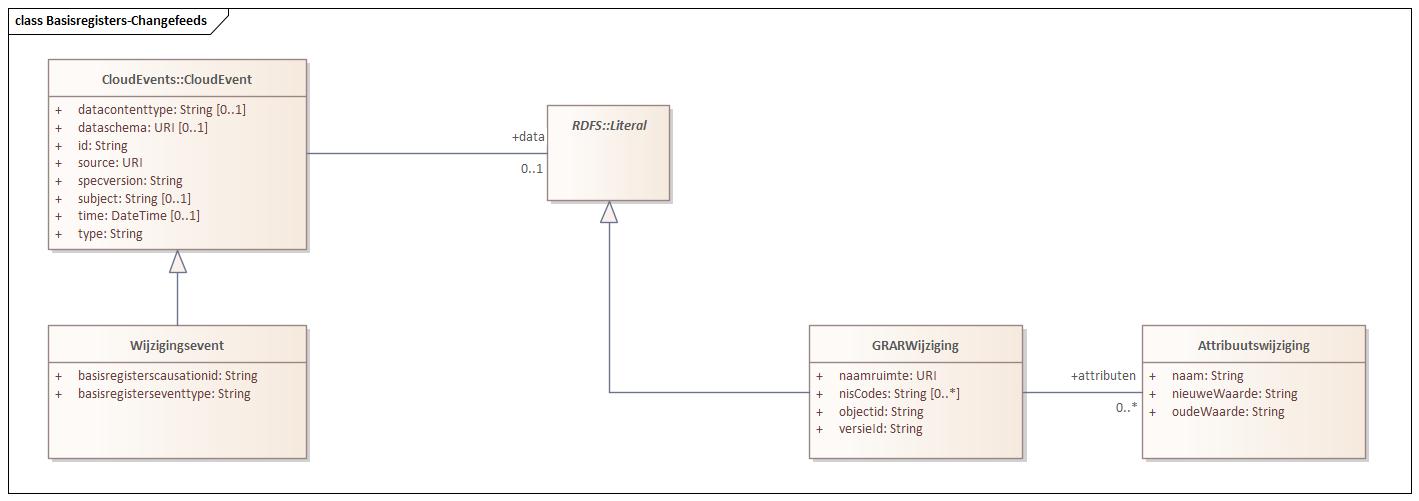 class Basisregisters-Changefeeds
CloudEvents::CloudEvent
+ datacontenttype: String [0..1]
+ dataschema: URI [0..1]
+ id: String
+ source: URI
+ specversion: String
+ subject: String [0..1]
+ time: DateTime [0..1]
+ type: String
+data
0..1
RDFS::Literal
Wijzigingsevent
+ basisregisterscausationid: String
+ basisregisterseventtype: String
GRARWijziging
+ naamruimte: URI
+ nisCodes: String [0..*]
+ objectid: String
+ versieId: String
+attributen
0..*
Attribuutswijziging
+ naam: String
+ nieuweWaarde: String
+ oudeWaarde: String